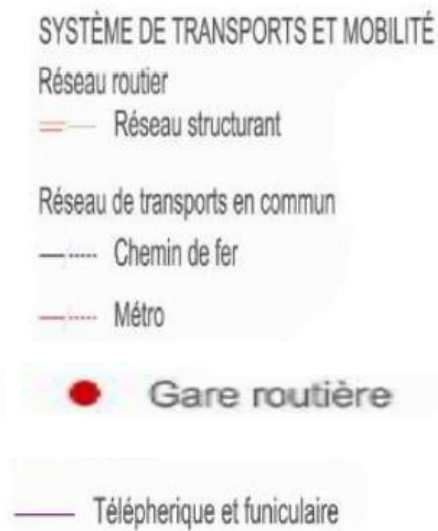 SYSTÈME DE TRANSPORTS ET MOBILITÉ
Réseau routier
Réseau structurant
Réseau de transports en commun
Chemin de fer
Métro
Gare routière
Télépherique et funiculaire